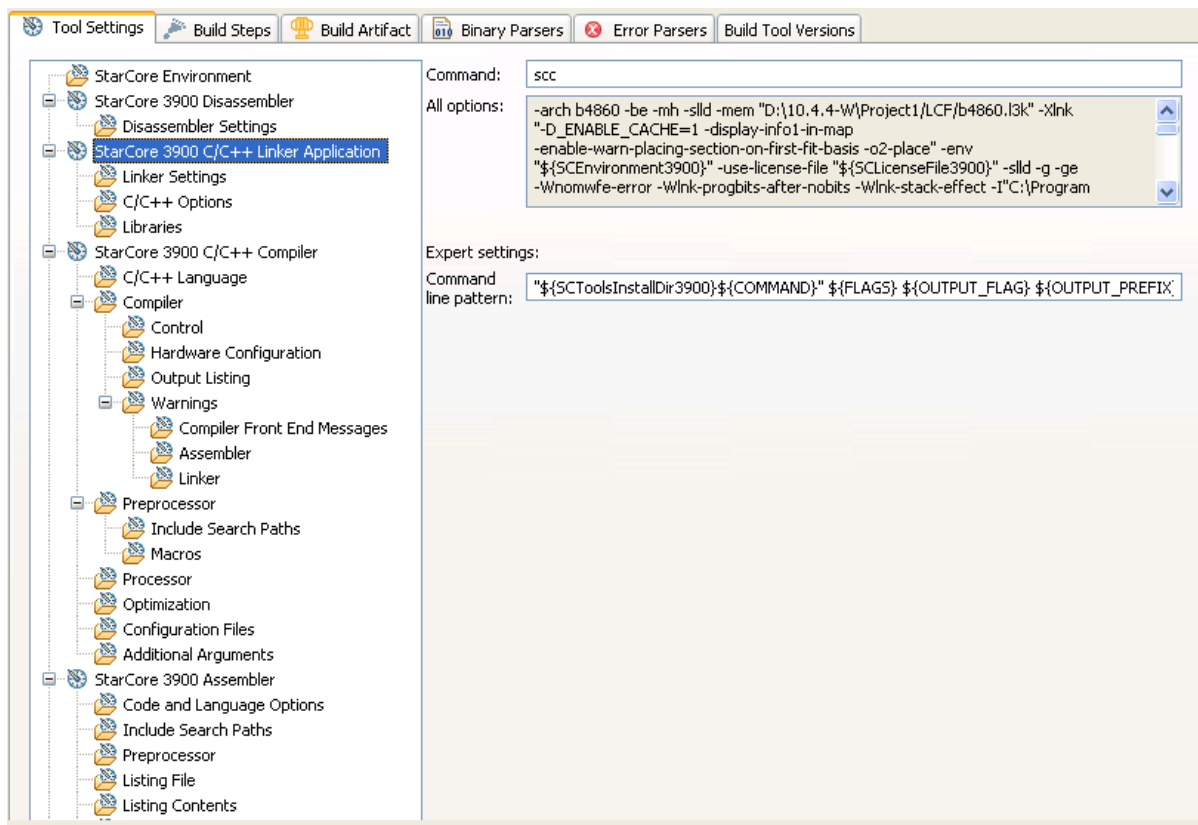 Tool Settings
Build Steps
Build Artifact
Binary Parsers
Error Parsers
Build Tool Versions
StarCore Environment
StarCore 3900 Disassembler
Disassembler Settings
StarCore 3900 C/C++ Linker Application
Linker Settings
C/C++ Options
Libraries
StarCore 3900 C/C++ Compiler
C/C++ Language
Compiler
Control
Hardware Configuration
Output Listing
Warnings
Compiler Front End Messages
Assembler
Linker
Preprocessor
Include Search Paths
Macros
Processor
Optimization
Configuration Files
Additional Arguments
StarCore 3900 Assembler
Code and Language Options
Include Search Paths
Preprocessor
Listing File
Listing Contents
Command:
scc
All options:
-arch b4860 -be -mh -slld -mem "D:\10.4.4-W\Project1/LCF/b4860.l3k" -Xlnk
"-D_ENABLE_CACHE=1 -display-info1-in-map
-enable-warn-placing-section-on-first-fit-basis -o2-place" -env
"${SCEnvironment3900}" -use-license-file "${SCLicenseFile3900}" -slld -g -ge
-Wnomwfe-error -Wlnk-progbits-after-nobits -Wlnk-stack-effect -I"C:\Program
Expert settings:
Command
line pattern:
"${SCToolsInstallDir3900}${COMMAND}" ${FLAGS} ${OUTPUT_FLAG} ${OUTPUT_PREFIX